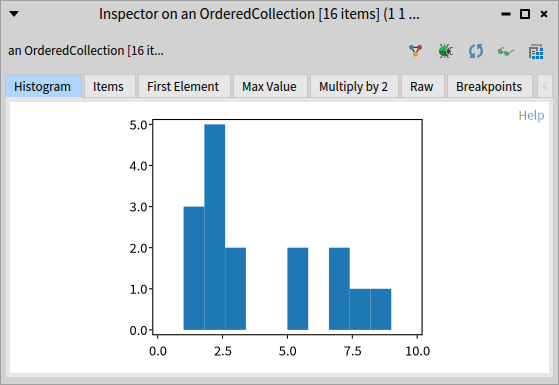 Inspector on an OrderedCollection [16 items] (1 1 ...
an OrderedCollection [16 it...
Histogram Items First Element Max Value Multiply by 2 Raw Breakpoints
Help
5.0
4.0
3.0
2.0
1.0
0.0
0.0 2.5 5.0 7.5 10.0